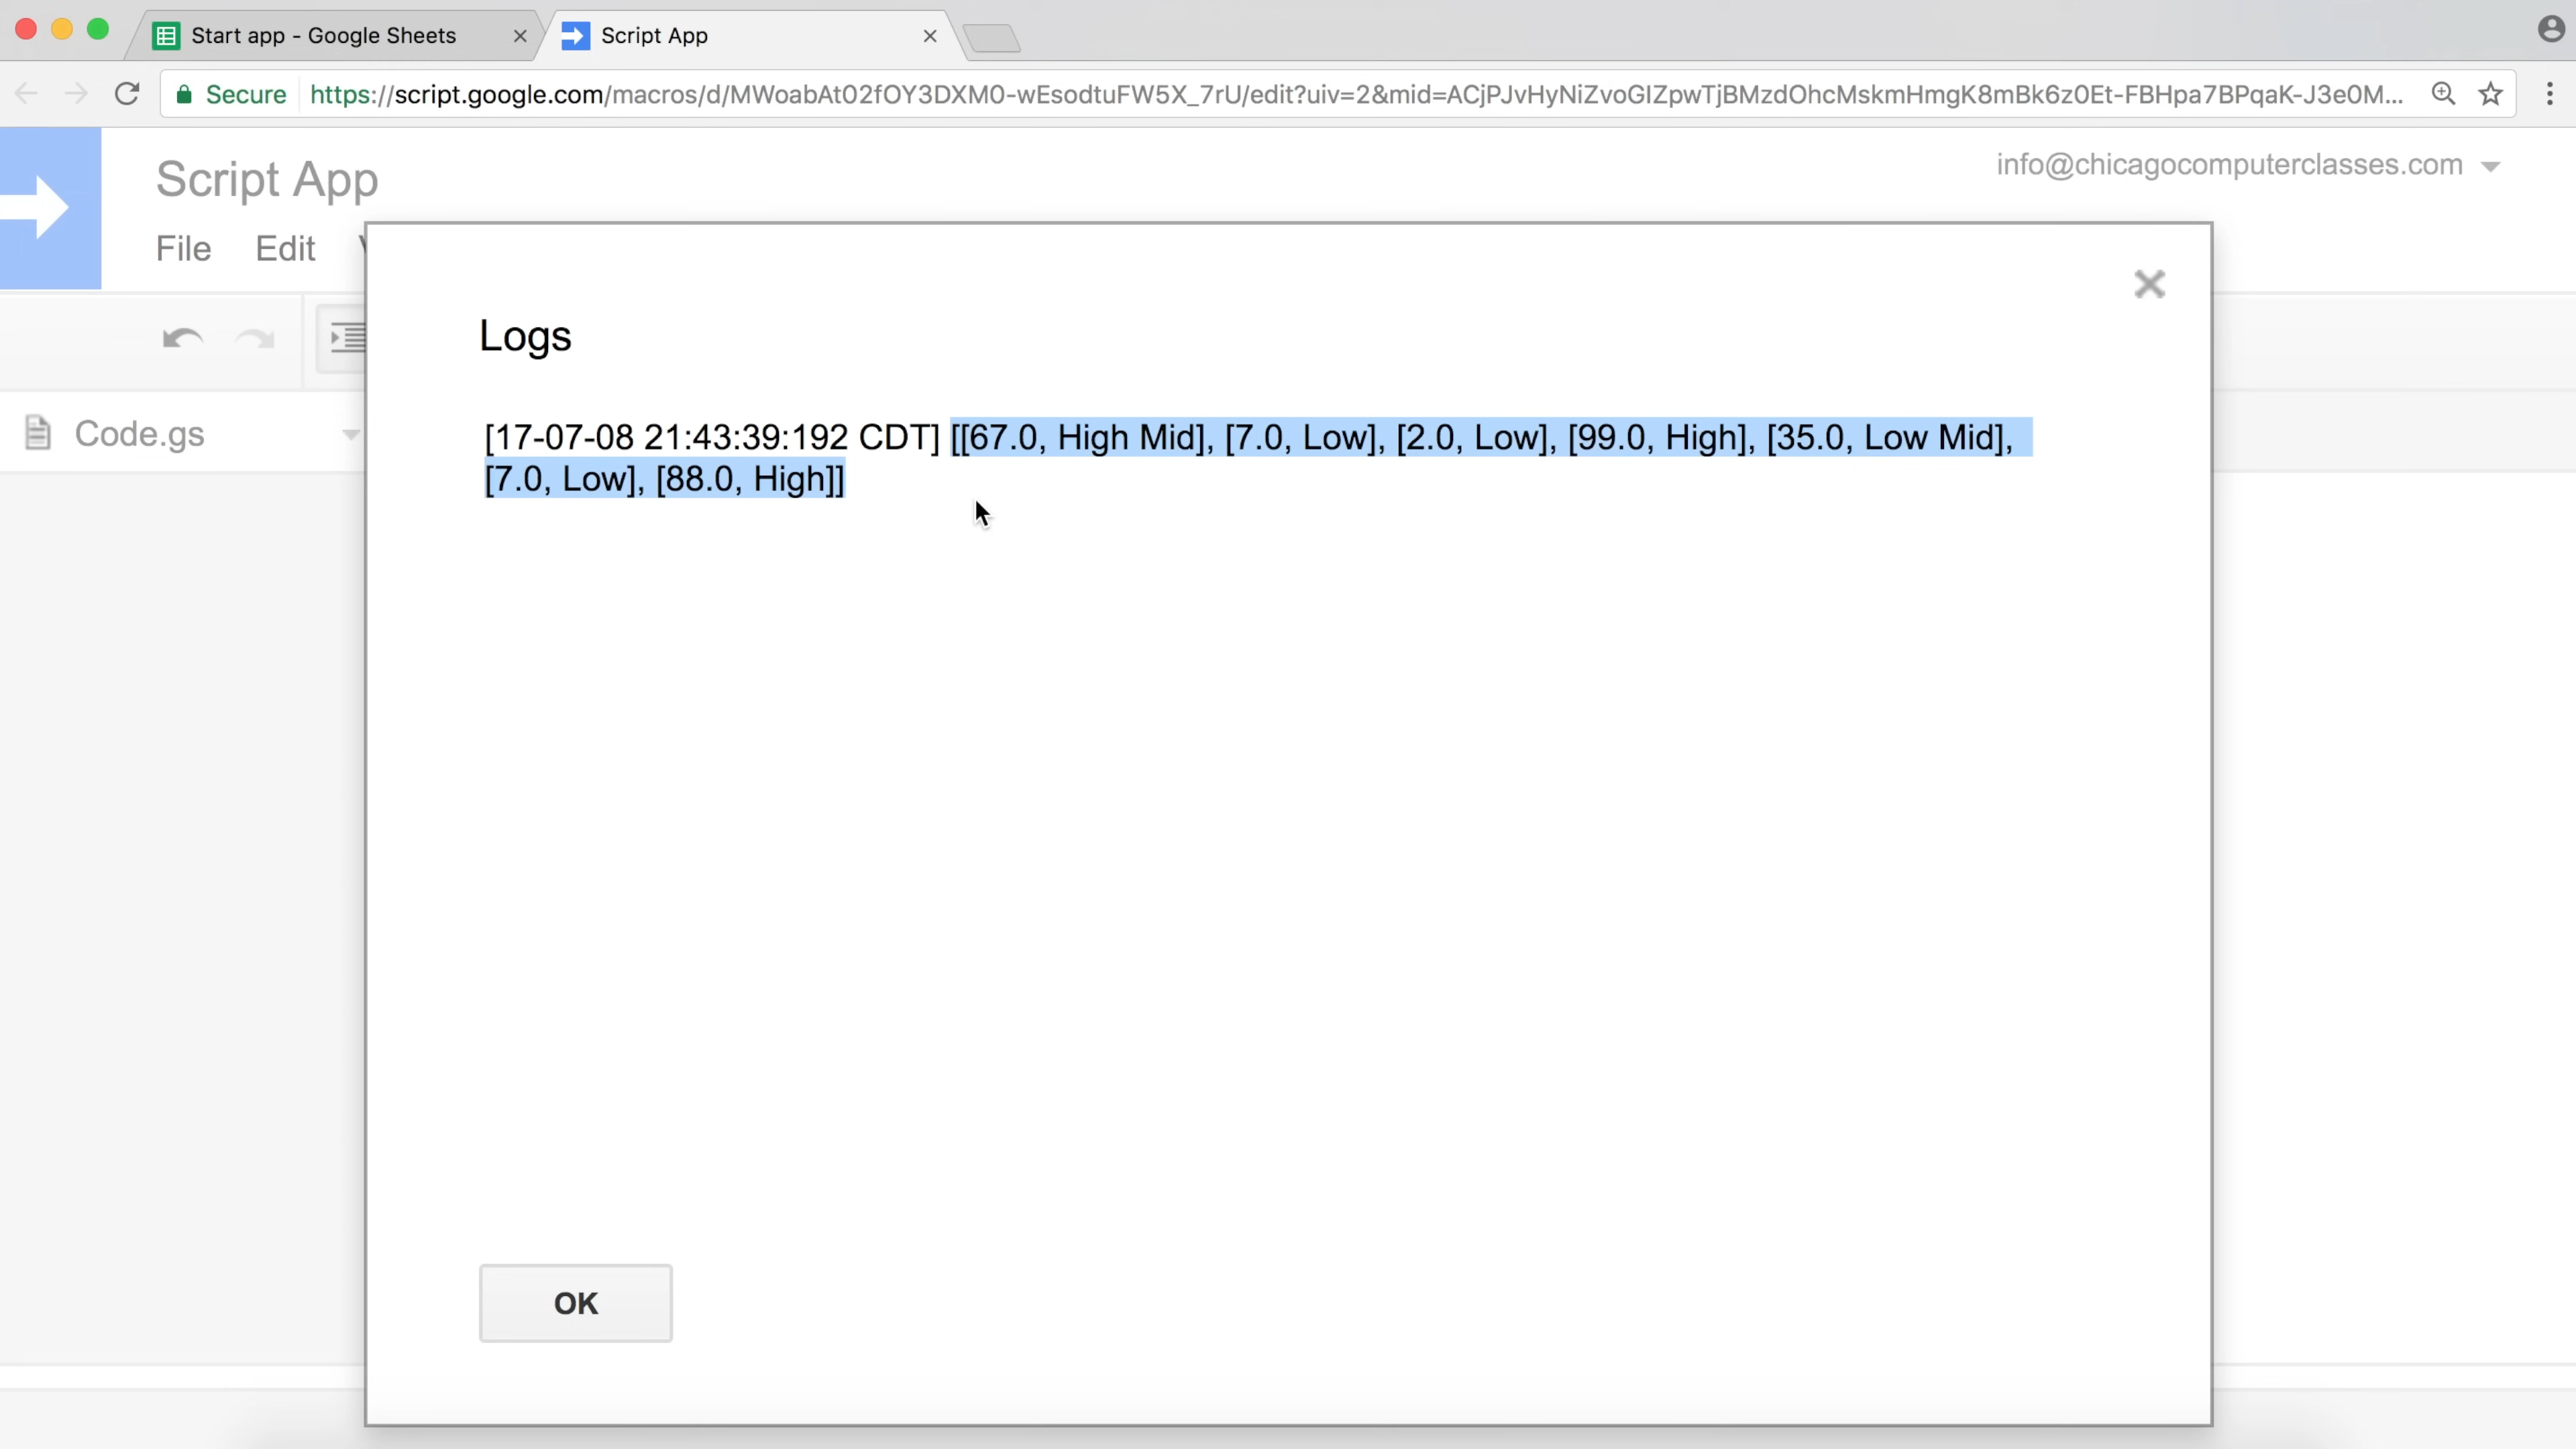 Start app - Google Sheets
Script App
Secure https://script.google.com/macros/d/MWoabAt02fOY3DXM0-wEsodtuFW5X_7rU/edit?uiv=2&mid=ACjPJvHyNiZvoGIZpwTjBMzdOhcMskmHmgK8mBk6z0Et-FBHpa7BPqaK-J3e0M...
Script App
info@chicagocomputerclasses.com
File Edit
Logs
Code.gs
[17-07-08 21:43:39:192 CDT] [[67.0, High Mid], [7.0, Low], [2.0, Low], [99.0, High], [35.0, Low Mid],
[7.0, Low], [88.0, High]]
OK